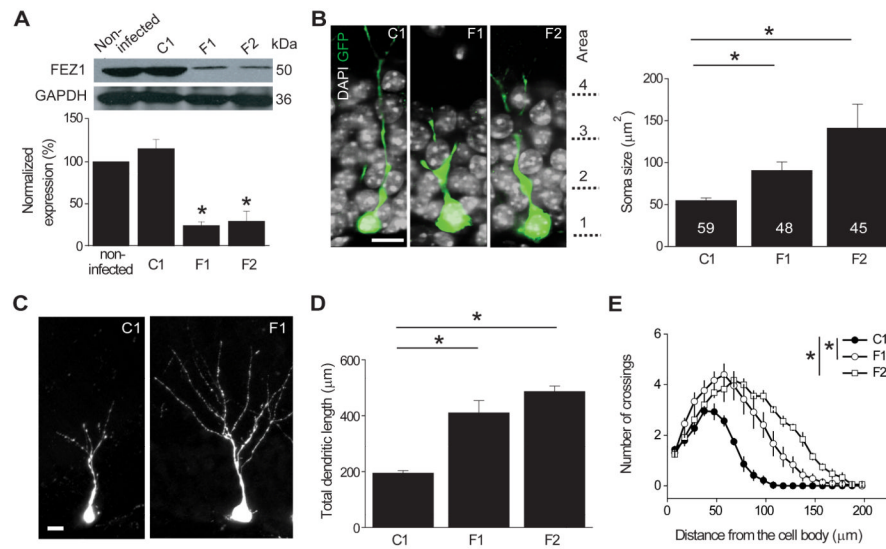 A
Non-infected C1 F1 F2 kDa
FEZ1 50
GAPDH 36
Normalized expression (%)
150
100
50
0
* *
non-infected C1 F1 F2
B
DAPI GFP
C1 F1 F2 Area
4
3
2
1
* *
Soma size (μm²)
200
150
100
50
0
59 48 45
C1 F1 F2
C
C1 F1
D
* *
Total dendritic length (μm)
600
400
200
0
C1 F1 F2
E
Number of crossings
6
4
2
0
* *
C1
F1
F2
0 50 100 150 200
Distance from the cell body (μm)